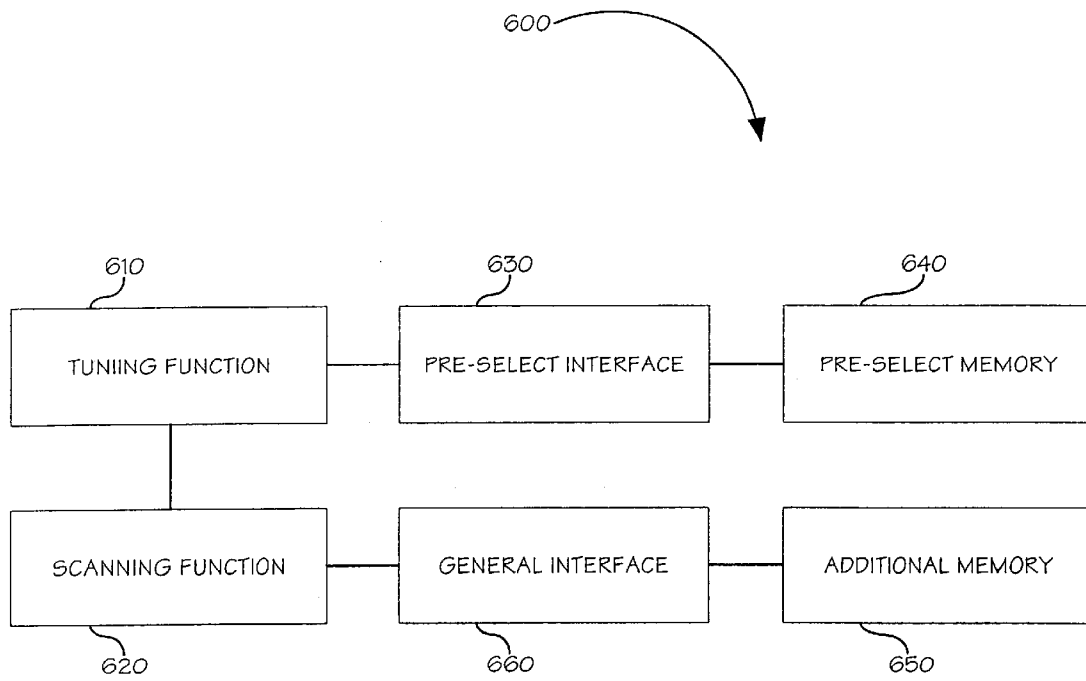 600
610
630
640
TUNIING FUNCTION
PRE-SELECT INTERFACE
PRE-SELECT MEMORY
SCANNING FUNCTION
GENERAL INTERFACE
ADDITIONAL MEMORY
620
660
650